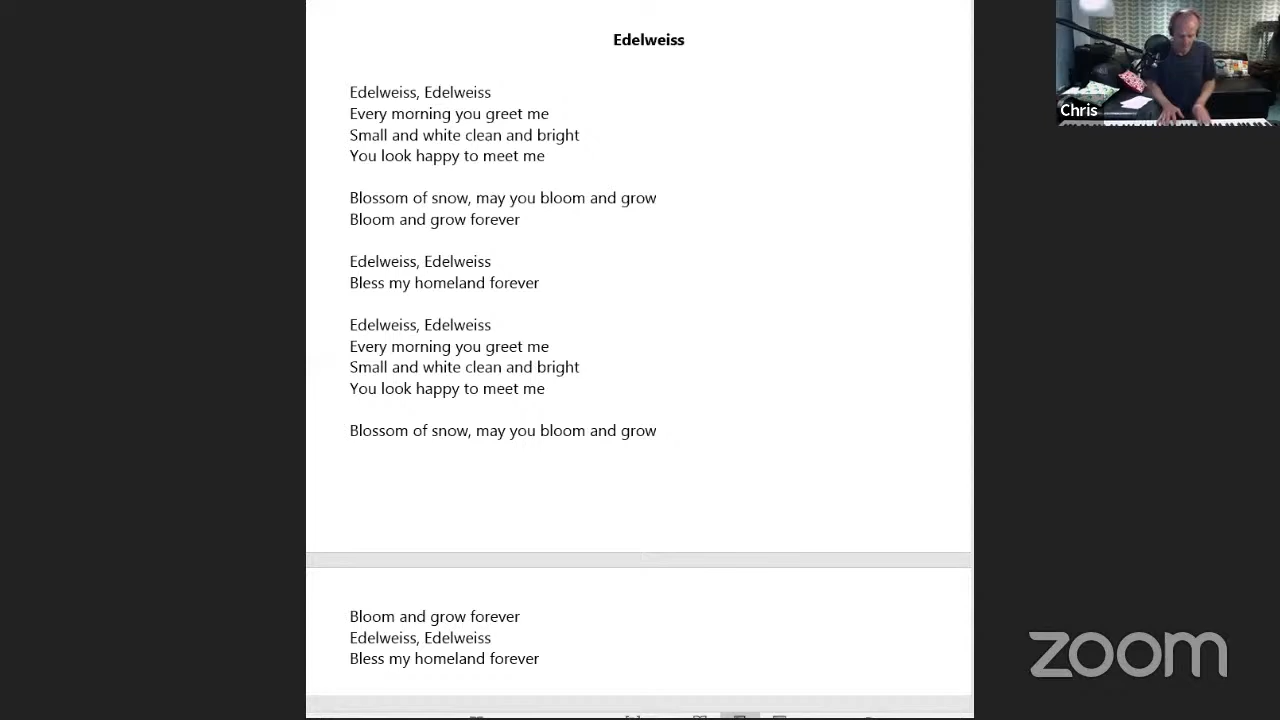 Edelweiss
Edelweiss, Edelweiss
Every morning you greet me
Small and white clean and bright
You look happy to meet me
Blossom of snow, may you bloom and grow
Bloom and grow forever
Edelweiss, Edelweiss
Bless my homeland forever
Edelweiss, Edelweiss
Every morning you greet me
Small and white clean and bright
You look happy to meet me
Blossom of snow, may you bloom and grow
Bloom and grow forever
Edelweiss, Edelweiss
Bless my homeland forever
Chris
zoom